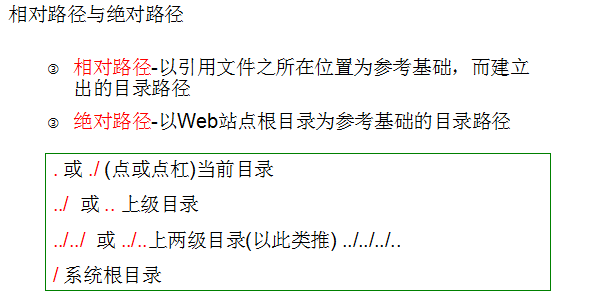 相对路径与绝对路径
③ 相对路径-以引用文件之所在位置为参考基础，而建立
出的目录路径
③ 绝对路径-以Web站点根目录为参考基础的目录路径
. 或 ./ (点或点杠)当前目录
../ 或 .. 上级目录
../../ 或 ../..上两级目录(以此类推) ../../../..
/ 系统根目录